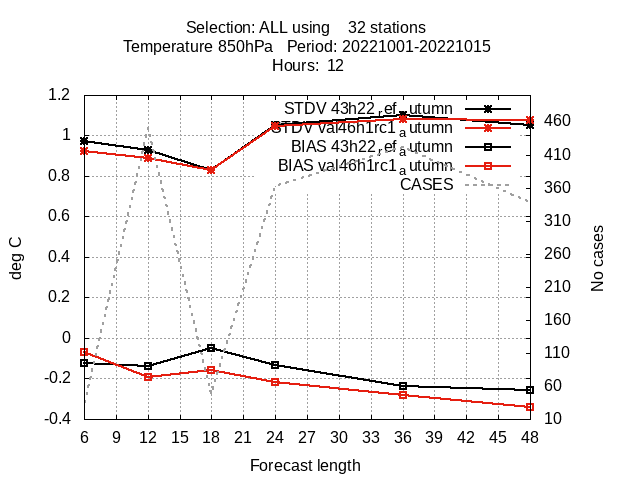 Selection: ALL using 32 stations
Temperature 850hPa Period: 20221001-20221015
Hours: 12
STDV 43h22_ref_autumn
STDV val46h1rc1_autumn
BIAS 43h22_ref_autumn
BIAS val46h1rc1_autumn
CASES
deg C
1.2
1
0.8
0.6
0.4
0.2
0
-0.2
-0.4
460
410
360
310
260
210
160
110
60
10
No cases
6 9 12 15 18 21 24 27 30 33 36 39 42 45 48
Forecast length